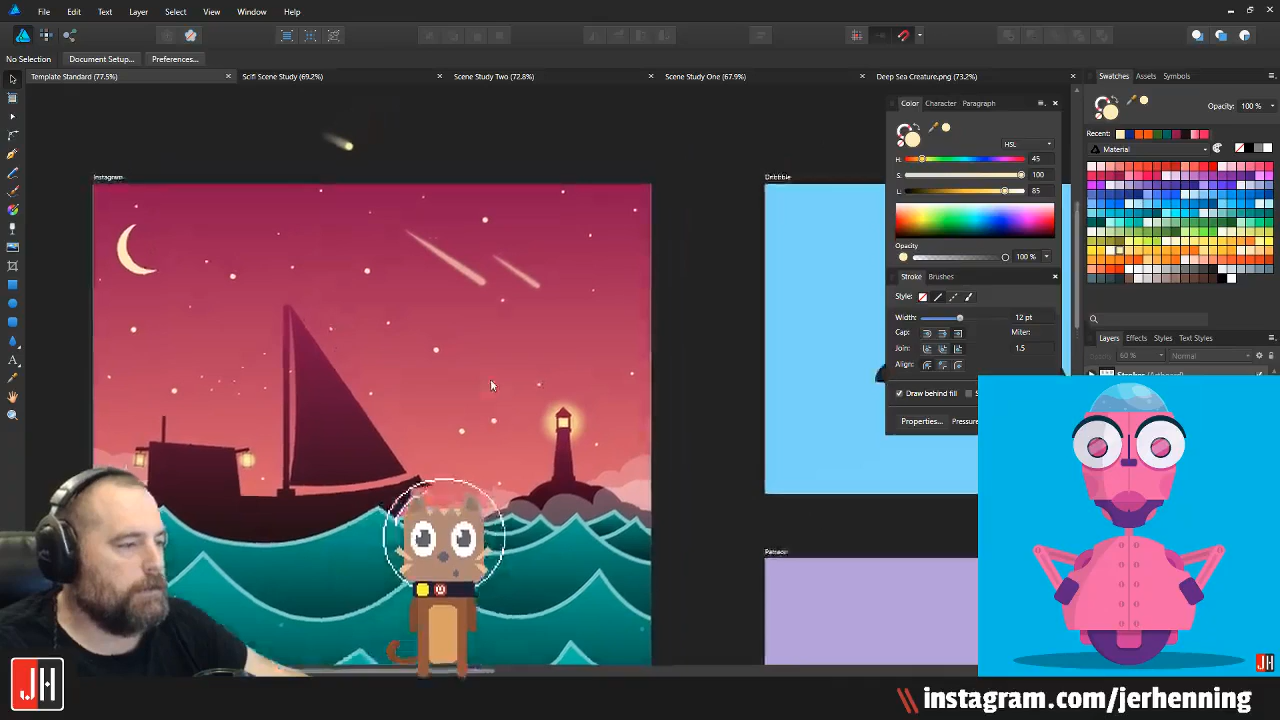 File Edit Text Layer Select View Window Help
No Selection Document Setup... Preferences...
Template Standard (77.5%) Scifi Scene Study (69.2%) Scene Study Two (72.8%) Scene Study One (67.9%) Deep Sea Creature.png (73.2%)
Swatches Assets Symbols
Opacity: 100 %
Recent:
Material
Color Character Paragraph
HSL
H: 45
S: 100
L: 85
Opacity
100 %
Stroke Brushes
Style:
Width: 12 pt
Cap: Miter:
Join: 1.5
Align:
Draw behind fill
Properties... Pressure
Layers Effects Styles Text Styles
Opacity 60 % Normal
Instagram
Dribbble
Patreon
JH
JH
\\ instagram.com/jerhenning